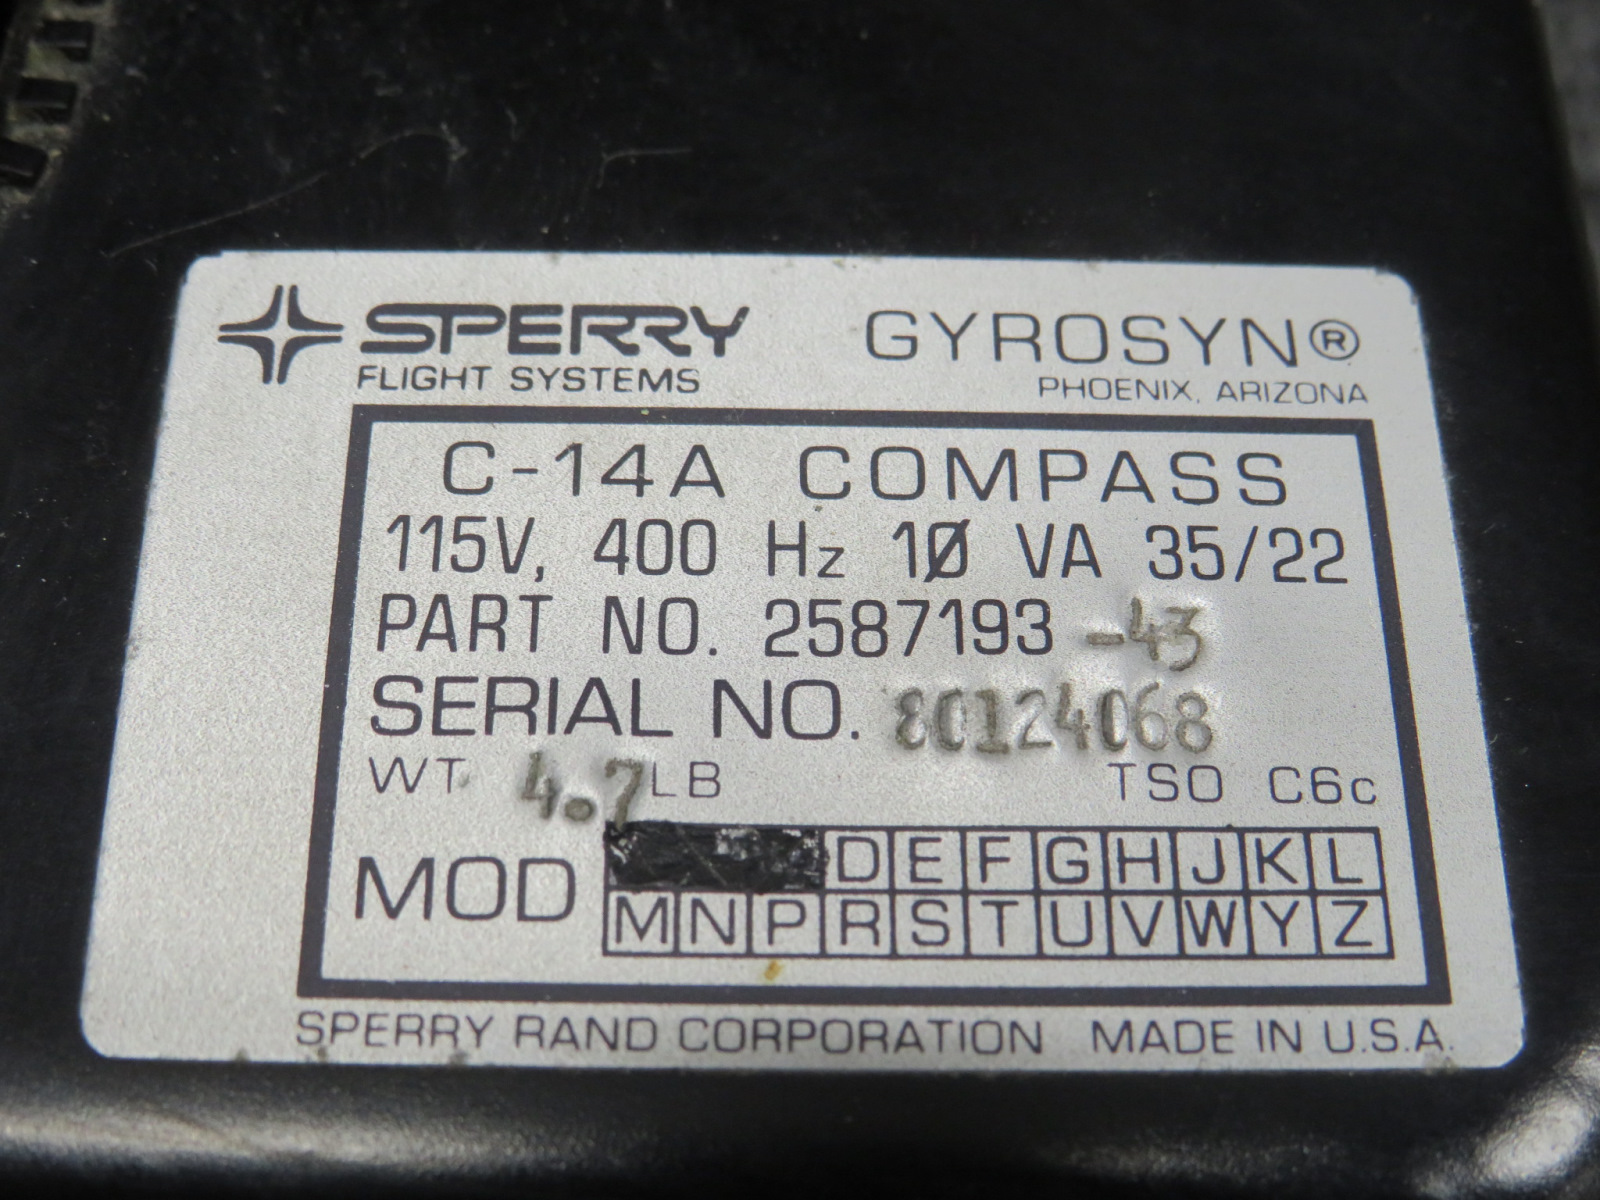 SPERRY GYROSYN®
FLIGHT SYSTEMS PHOENIX, ARIZONA
C-14A COMPASS
115V, 400 Hz 1Ø VA 35/22
PART NO. 2587193 -43
SERIAL NO. 80124068
WT 4.7 LB TSO C6c
MOD D E F G H J K L
M N P R S T U V W Y Z
SPERRY RAND CORPORATION MADE IN U.S.A.